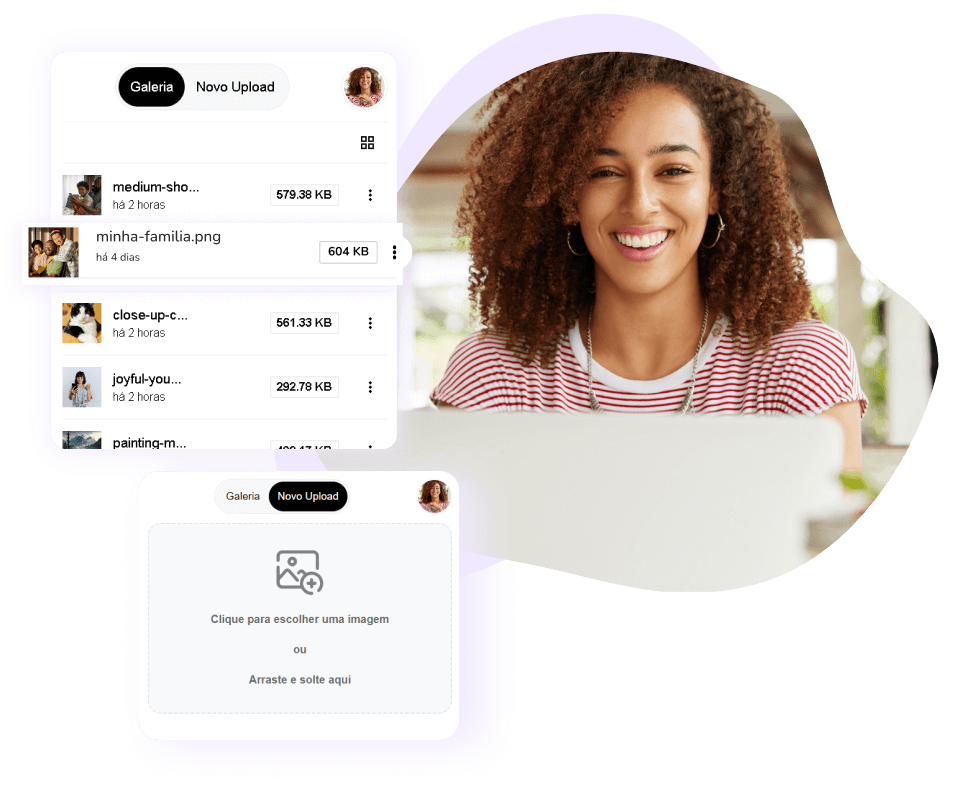 Galeria
Novo Upload
medium-sho...
579.38 KB
há 2 horas
minha-familia.png
604 KB
há 4 dias
close-up-c...
561.33 KB
há 2 horas
joyful-you...
292.78 KB
há 2 horas
painting-m...
Galeria
Novo Upload
Clique para escolher uma imagem
ou
Arraste e solte aqui